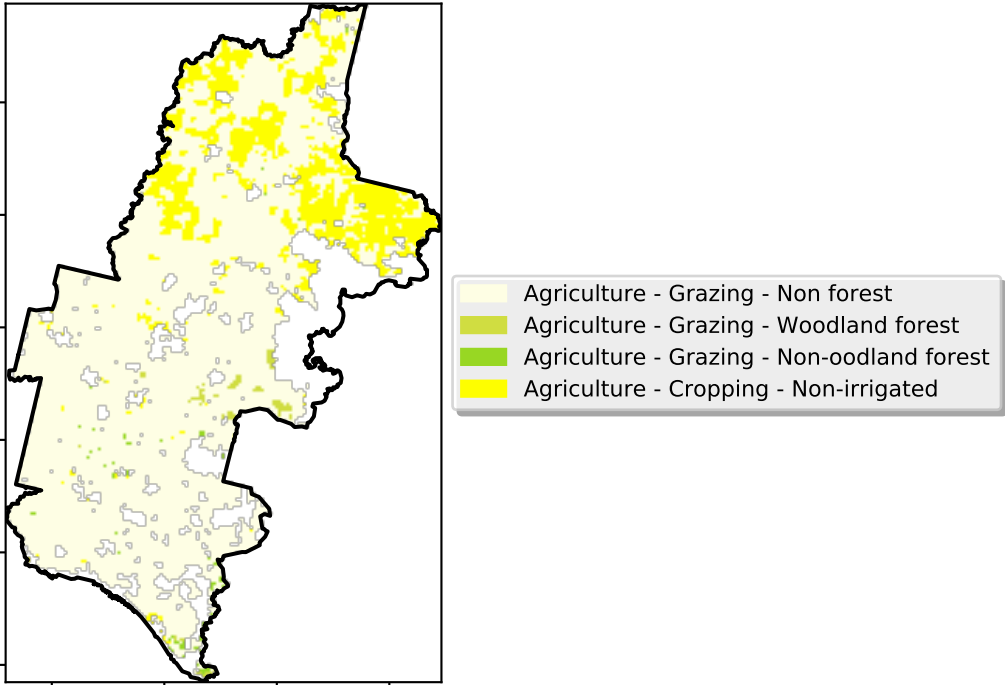 Agriculture - Grazing - Non forest
Agriculture - Grazing - Woodland forest
Agriculture - Grazing - Non-oodland forest
Agriculture - Cropping - Non-irrigated